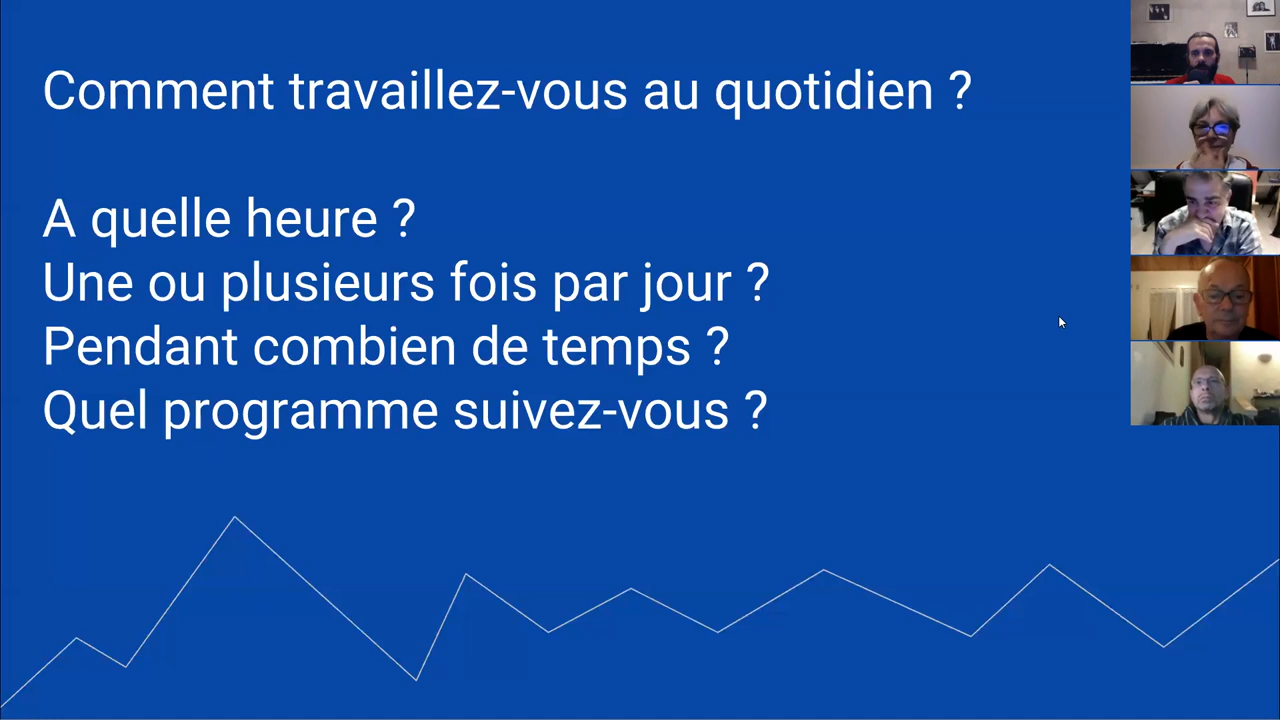 Comment travaillez-vous au quotidien ?
A quelle heure ?
Une ou plusieurs fois par jour ?
Pendant combien de temps ?
Quel programme suivez-vous ?